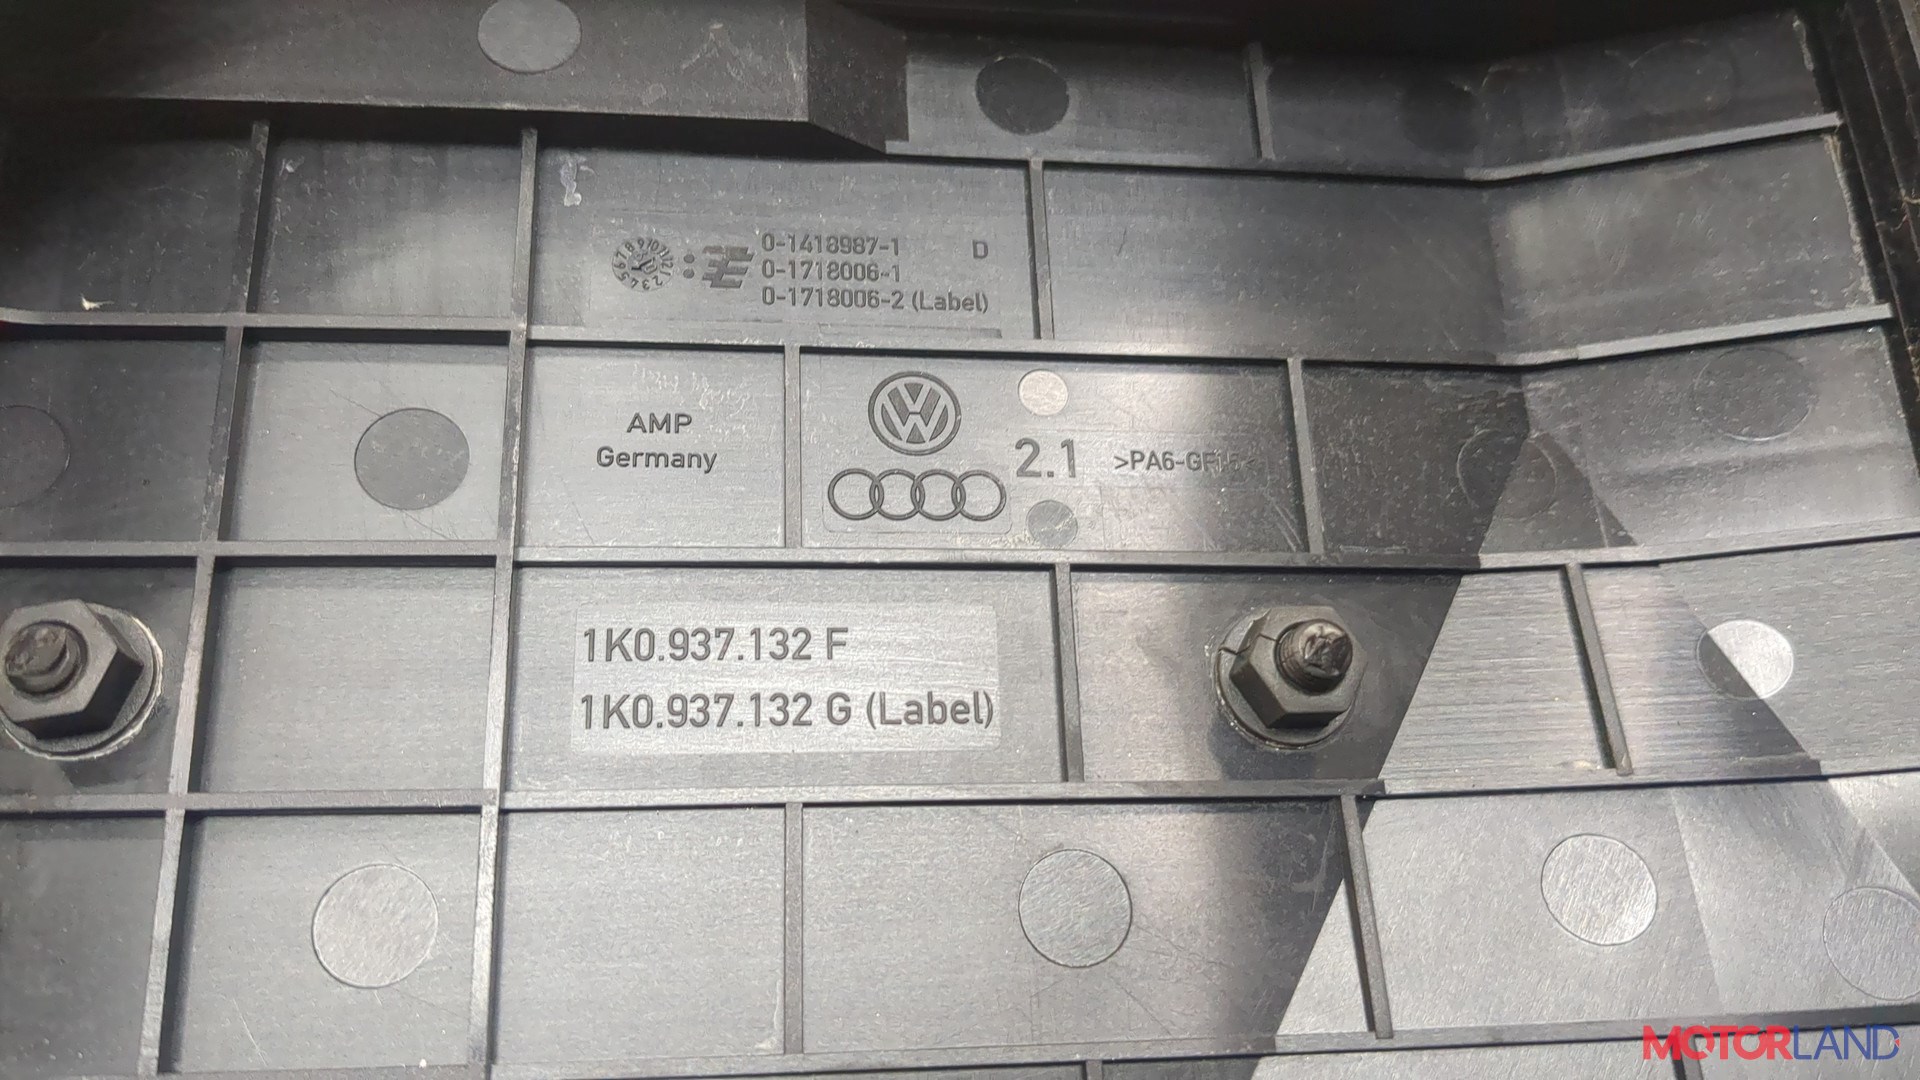 0-1418987-1 D
0-1718006-1
0-1718006-2 (Label)
AMP
Germany
2.1 >PA6-GF15<
1K0.937.132 F
1K0.937.132 G (Label)
MOTORLAND